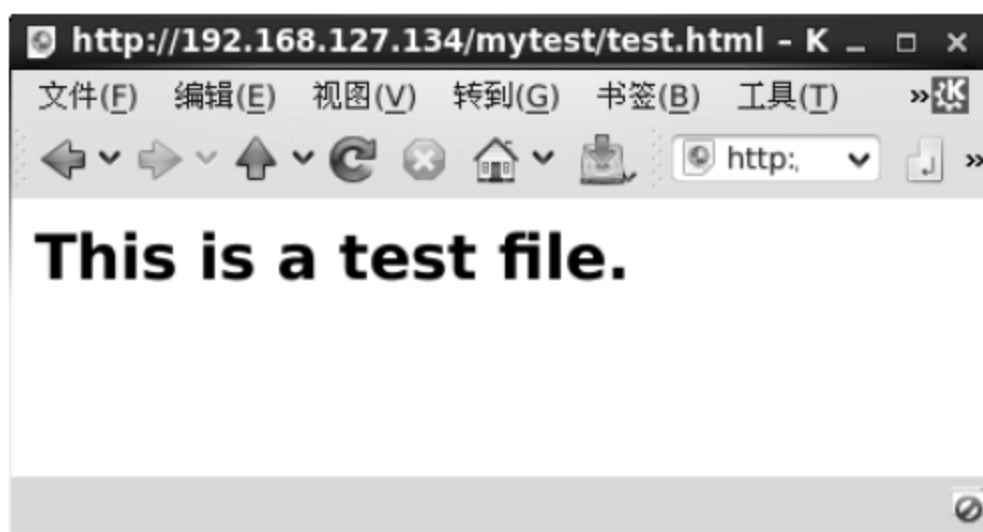 http://192.168.127.134/mytest/test.html – K
文件(F) 编辑(E) 视图(V) 转到(G) 书签(B) 工具(T) »
http: »
This is a test file.